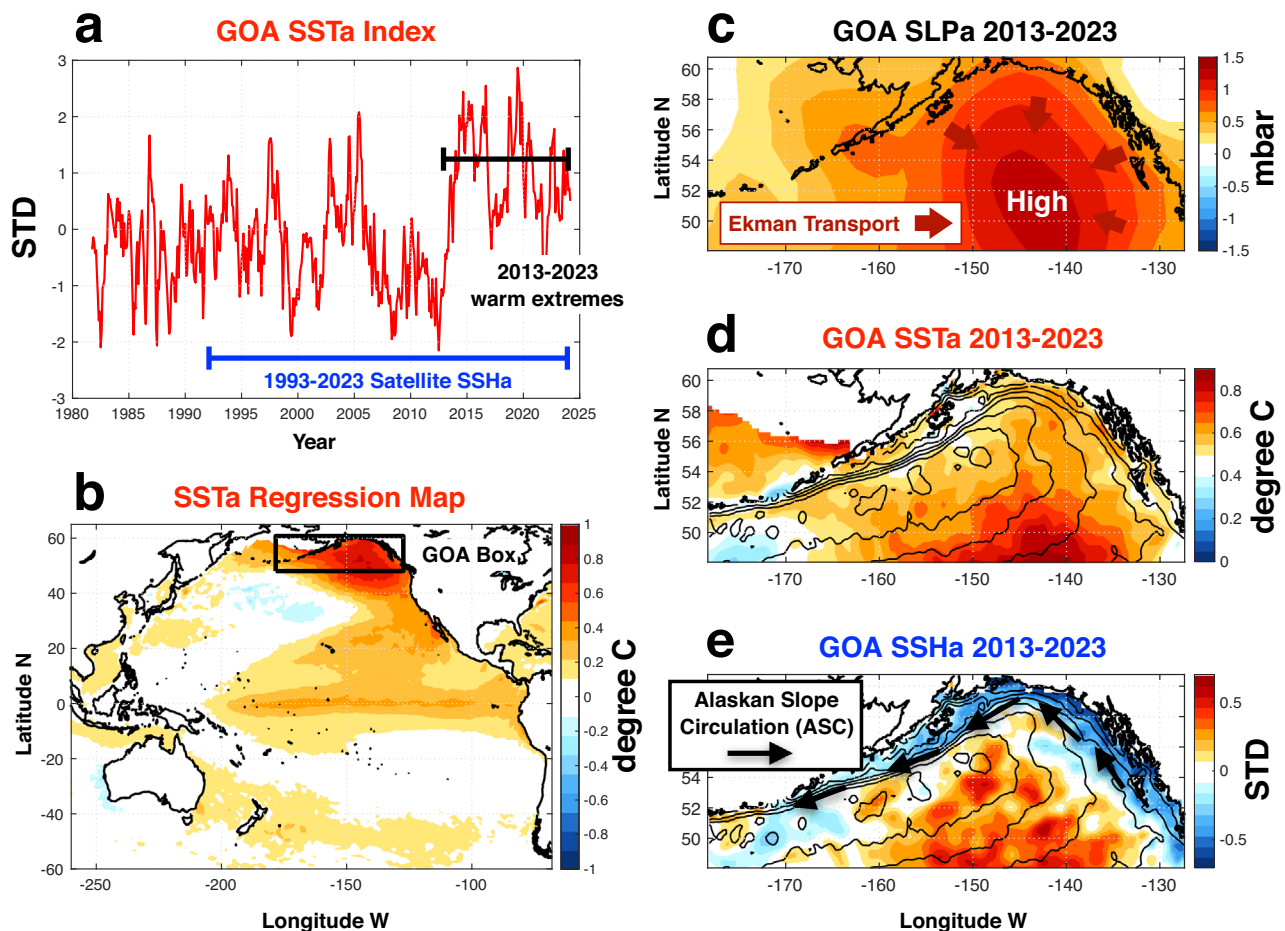 a
GOA SSTa Index
STD
3
2
1
0
-1
-2
-3
1980 1985 1990 1995 2000 2005 2010 2015 2020 2025
Year
2013-2023
warm extremes
1993-2023 Satellite SSHa
b
SSTa Regression Map
GOA Box
Latitude N
60
40
20
0
-20
-40
-60
-250 -200 -150 -100
Longitude W
1
0.8
0.6
0.4
0.2
0
-0.2
-0.4
-0.6
-0.8
-1
degree C
c
GOA SLPa 2013-2023
Latitude N
60
58
56
54
52
50
High
Ekman Transport
-170 -160 -150 -140 -130
1.5
1
0.5
0
-0.5
-1
-1.5
mbar
d
GOA SSTa 2013-2023
Latitude N
60
58
56
54
52
50
-170 -160 -150 -140 -130
0.8
0.6
0.4
0.2
0
degree C
e
GOA SSHa 2013-2023
Alaskan Slope
Circulation (ASC)
54
52
50
-170 -160 -150 -140 -130
Longitude W
0.5
0
-0.5
STD